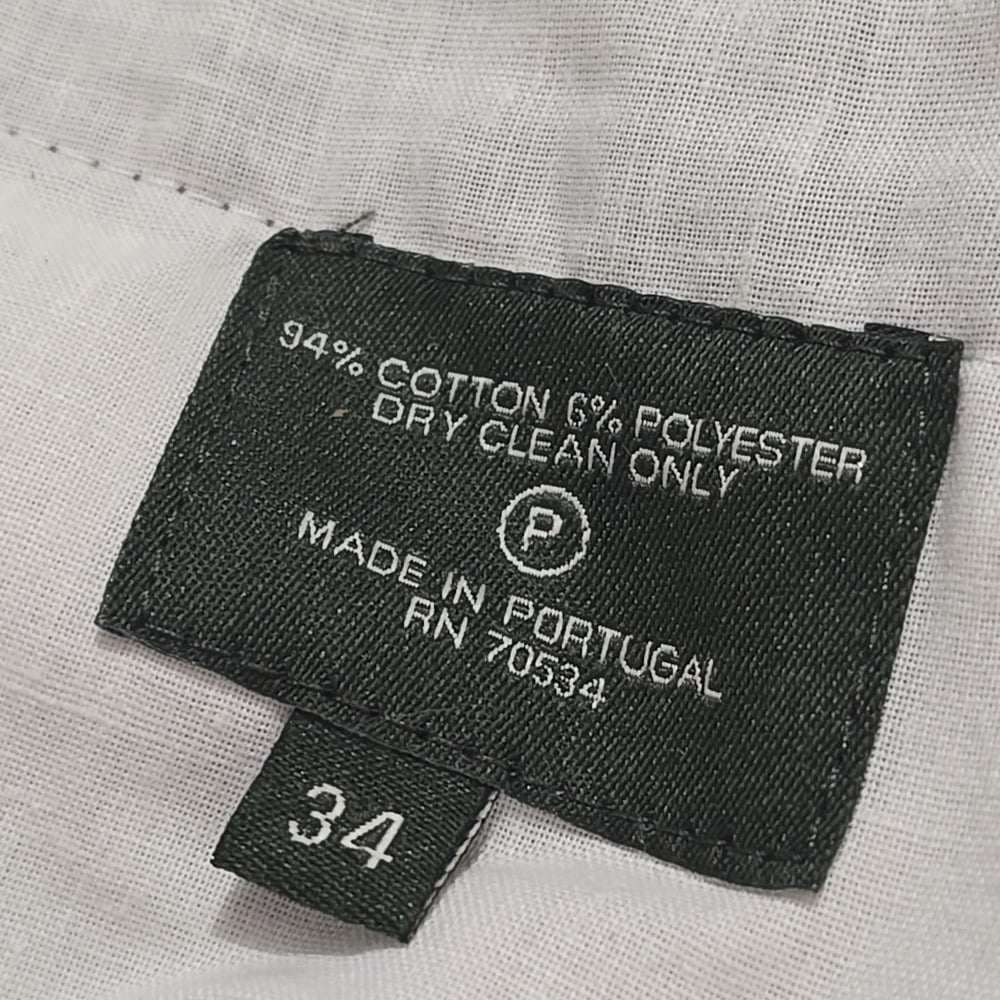 94% COTTON 6% POLYESTER
DRY CLEAN ONLY
P
MADE IN PORTUGAL
RN 70534
34